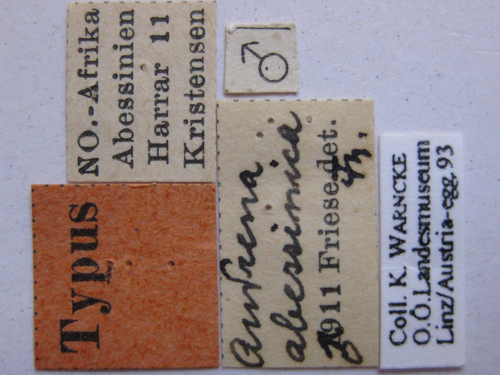 NO.-Afrika
Abessinien
Harrar 11
Kristensen
♂
Typus
Andrena
abessinica
1911 Friese det.
Coll. K. WARNCKE
O.Ö.Landesmuseum
Linz/Austria-egg.93